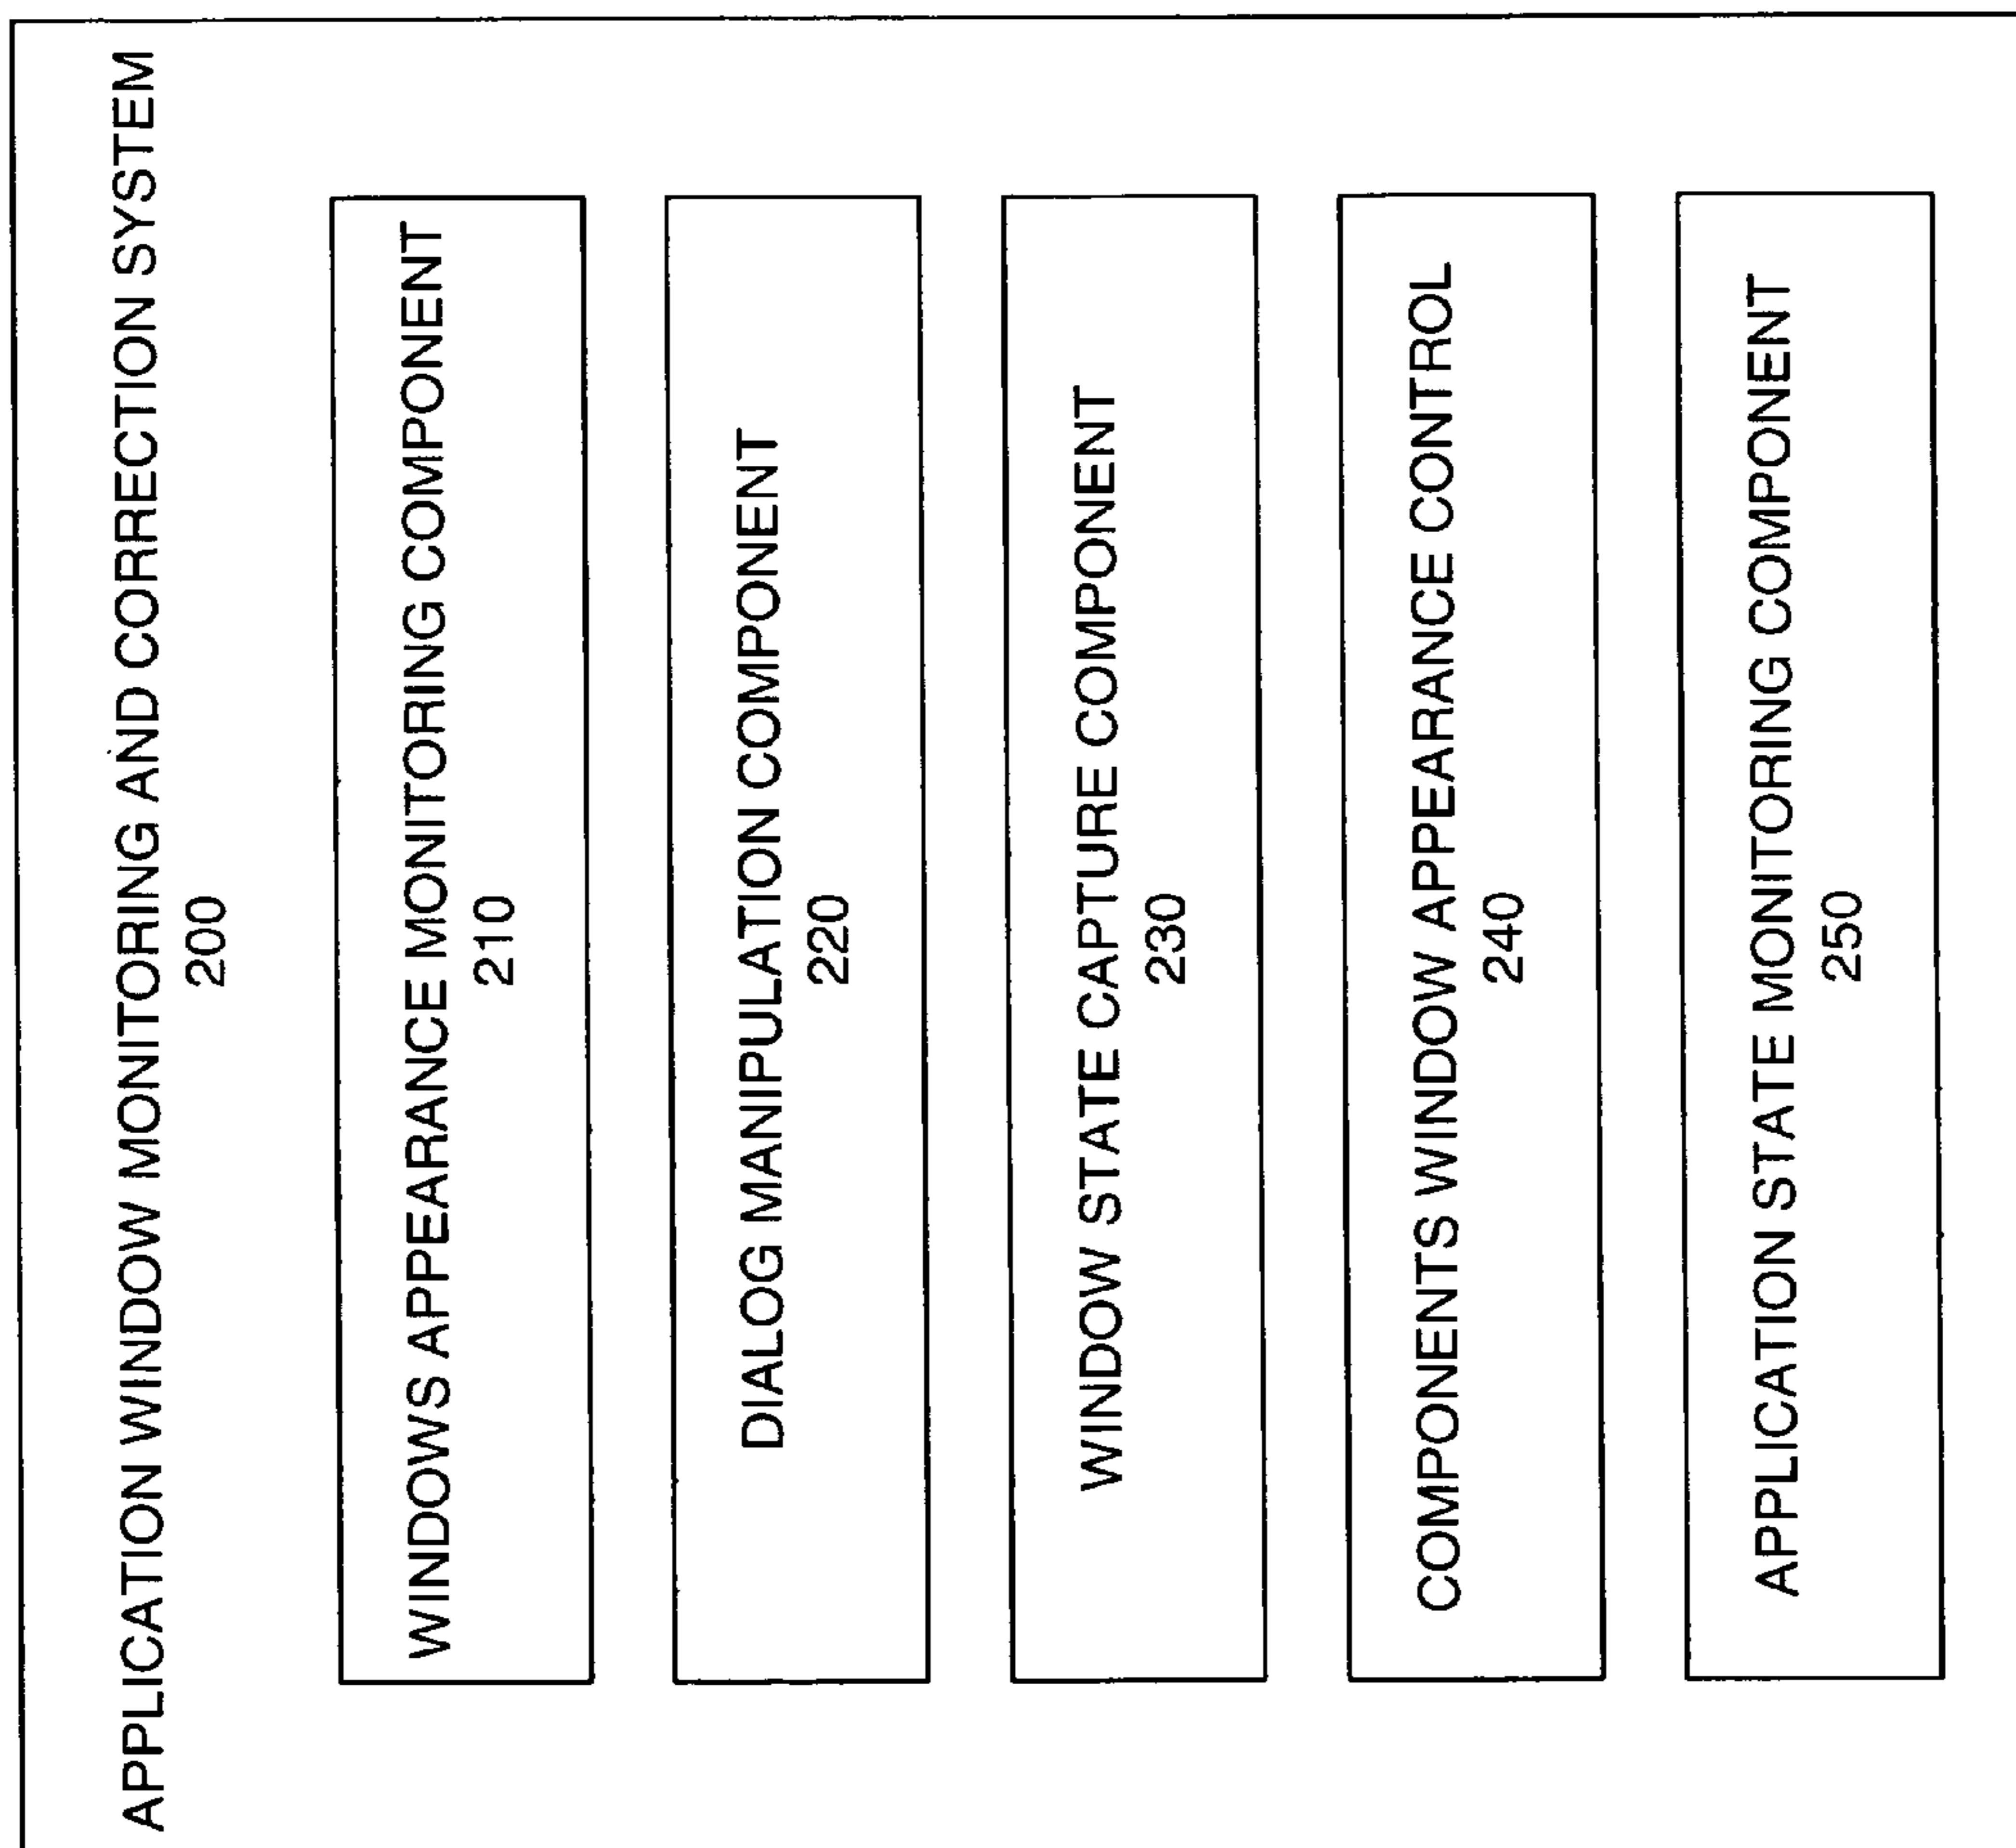 APPLICATION WINDOW MONITORING AND CORRECTION SYSTEM
200
WINDOWS APPEARANCE MONITORING COMPONENT
210
DIALOG MANIPULATION COMPONENT
220
WINDOW STATE CAPTURE COMPONENT
230
COMPONENTS WINDOW APPEARANCE CONTROL
240
APPLICATION STATE MONITORING COMPONENT
250